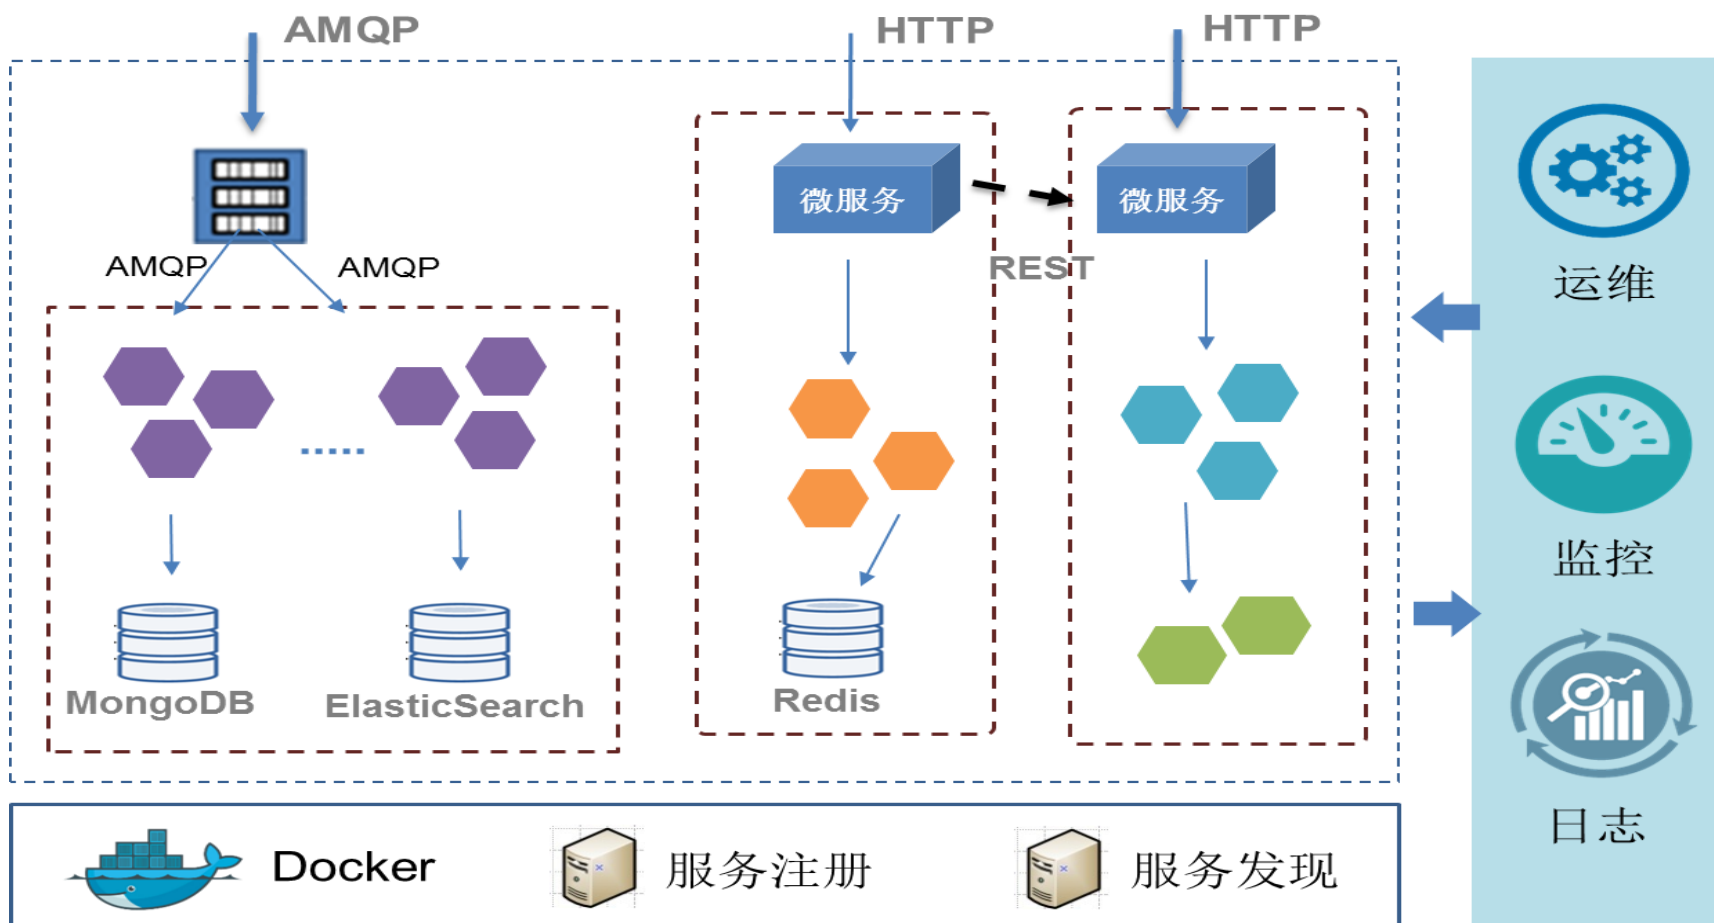 AMQP
HTTP
HTTP
微服务
微服务
AMQP
AMQP
REST
运维
监控
MongoDB
ElasticSearch
Redis
日志
Docker
服务注册
服务发现